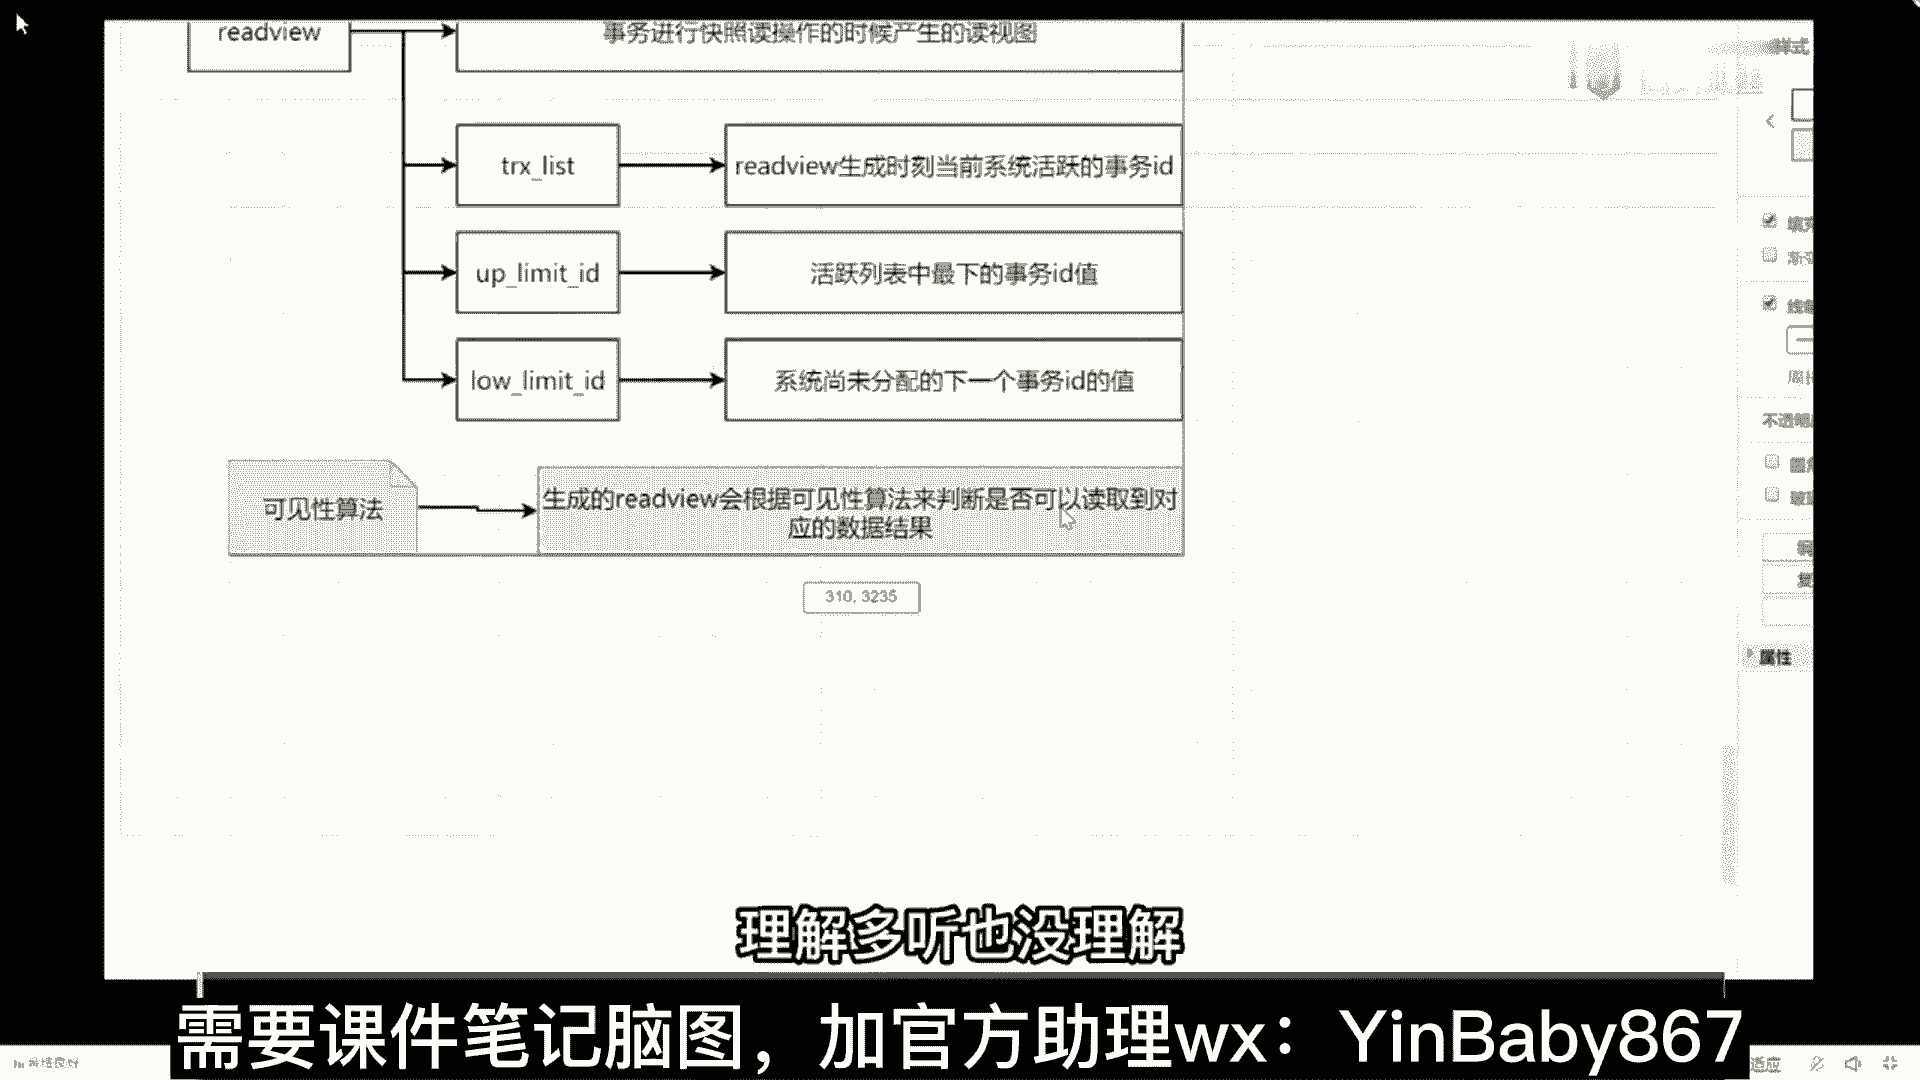 readview
事务进行快照读操作的时候产生的读视图
样式
trx_list
readview生成时刻当前系统活跃的事务id
up_limit_id
活跃列表中最下的事务id值
low_limit_id
系统尚未分配的下一个事务id的值
不透明
可见性算法
生成的readview会根据可见性算法来判断是否可以读取到对
应的数据结果
310, 3235
属性
理解多听也没理解
需要课件笔记脑图，加官方助理wx：YinBaby867
适应